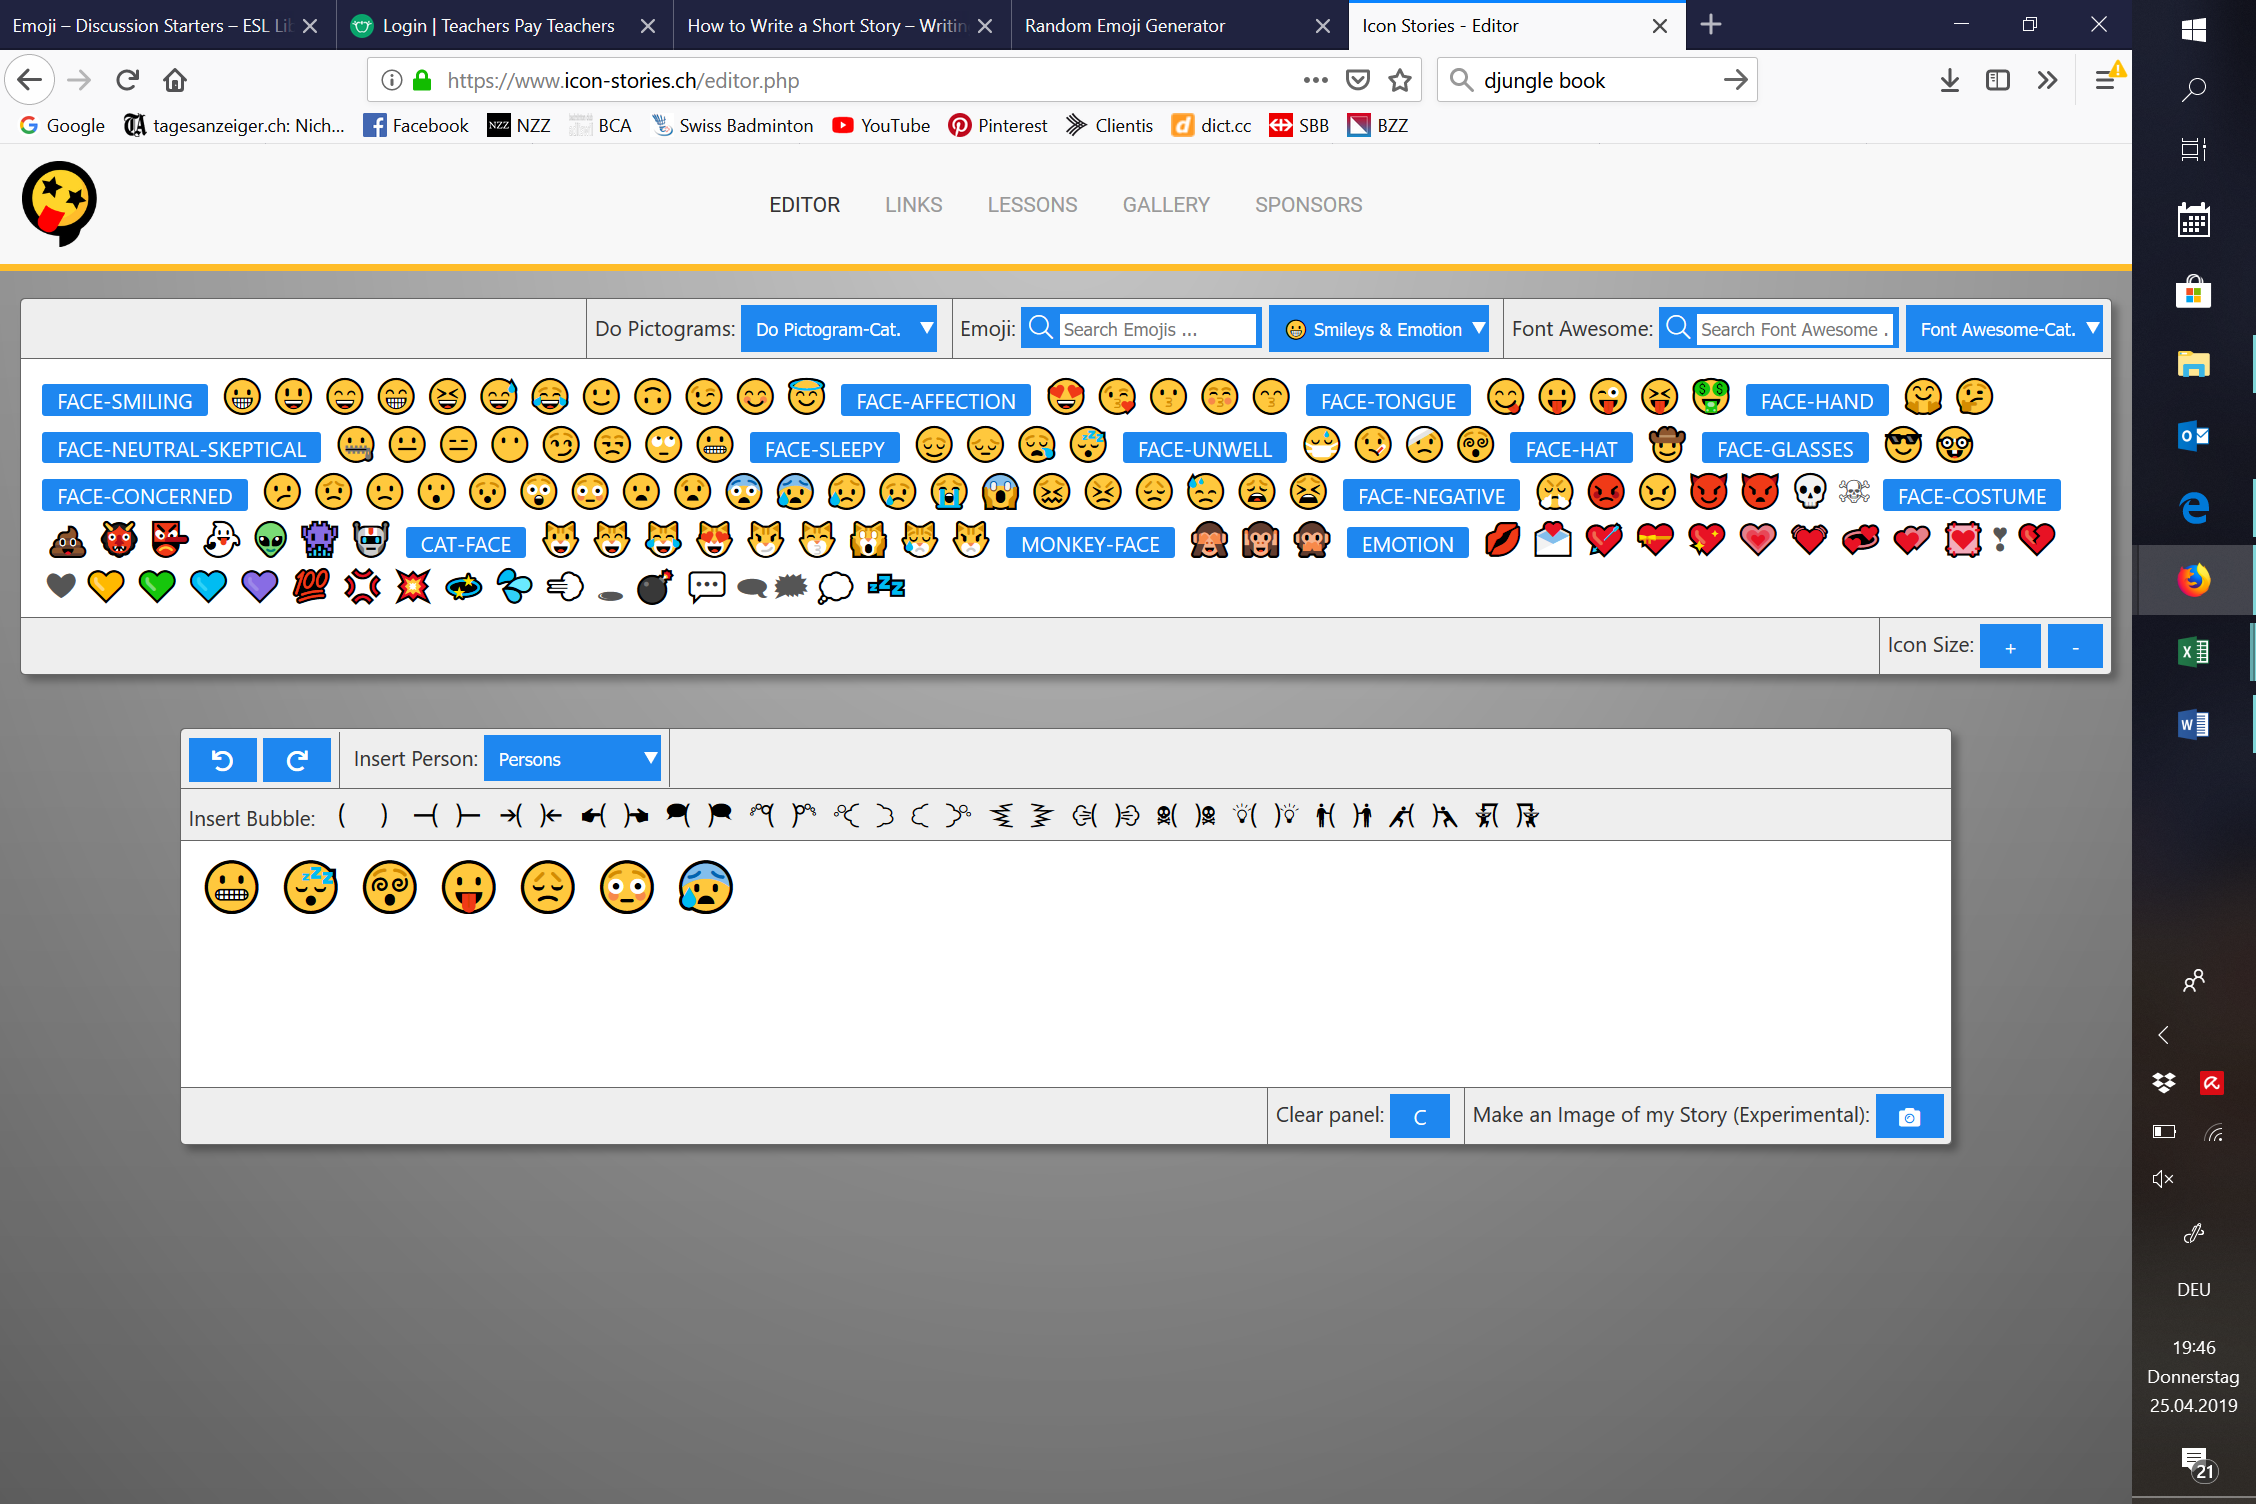 Emoji – Discussion Starters – ESL Lib
Login | Teachers Pay Teachers
How to Write a Short Story – Writin
Random Emoji Generator
Icon Stories - Editor
https://www.icon-stories.ch/editor.php
djungle book
Google tagesanzeiger.ch: Nich... Facebook NZZ BCA Swiss Badminton YouTube Pinterest Clientis dict.cc SBB BZZ
EDITOR LINKS LESSONS GALLERY SPONSORS
Do Pictograms: Do Pictogram-Cat. Emoji: Search Emojis ... Smileys & Emotion Font Awesome: Search Font Awesome . Font Awesome-Cat.
FACE-SMILING FACE-AFFECTION FACE-TONGUE FACE-HAND
FACE-NEUTRAL-SKEPTICAL FACE-SLEEPY FACE-UNWELL FACE-HAT FACE-GLASSES
FACE-CONCERNED FACE-NEGATIVE FACE-COSTUME
CAT-FACE MONKEY-FACE EMOTION
Icon Size: + -
Insert Person: Persons
Insert Bubble:
Clear panel: C Make an Image of my Story (Experimental):
DEU
19:46
Donnerstag
25.04.2019
21